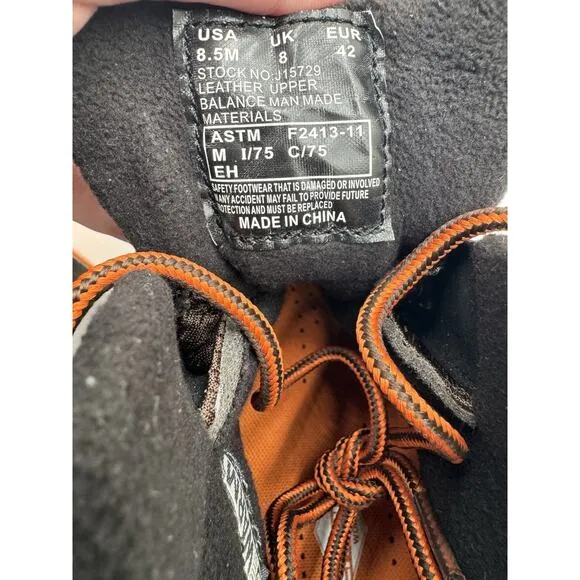 USA UK EUR
8.5M 8 42
STOCK NO:J15729
LEATHER UPPER
BALANCE MAN MADE
MATERIALS
ASTM F2413-11
M I/75 C/75
EH
SAFETY FOOTWEAR THAT IS DAMAGED OR INVOLVED
IN ANY ACCIDENT MAY FAIL TO PROVIDE FUTURE
PROTECTION AND MUST BE REPLACED
MADE IN CHINA